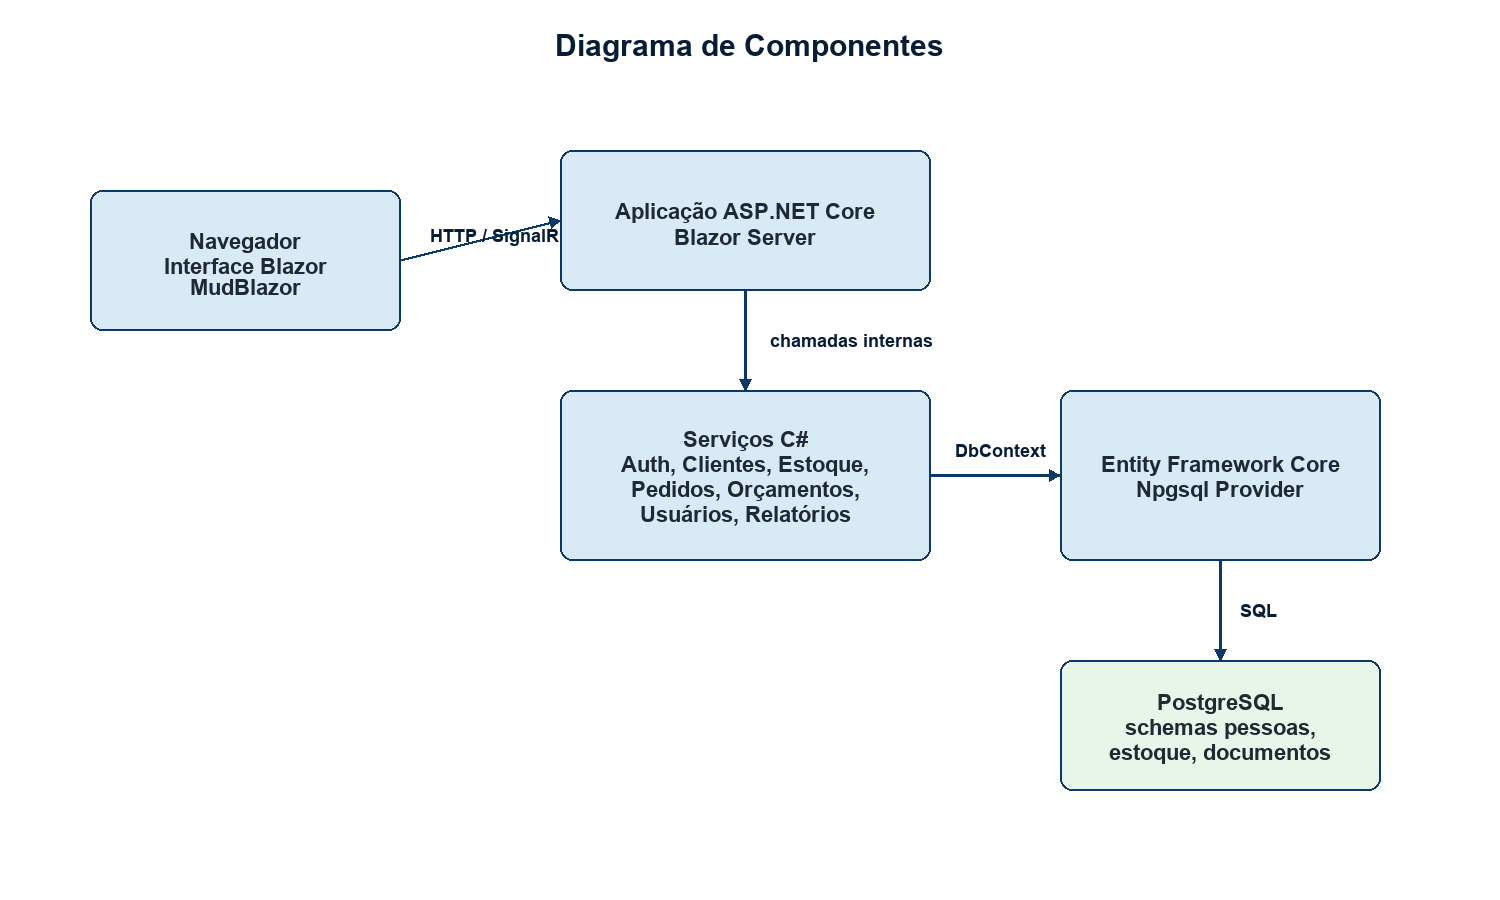 Diagrama de Componentes
Navegador
Interface Blazor
MudBlazor
HTTP / SignalR
Aplicação ASP.NET Core
Blazor Server
chamadas internas
Serviços C#
Auth, Clientes, Estoque,
Pedidos, Orçamentos,
Usuários, Relatórios
DbContext
Entity Framework Core
Npgsql Provider
SQL
PostgreSQL
schemas pessoas,
estoque, documentos